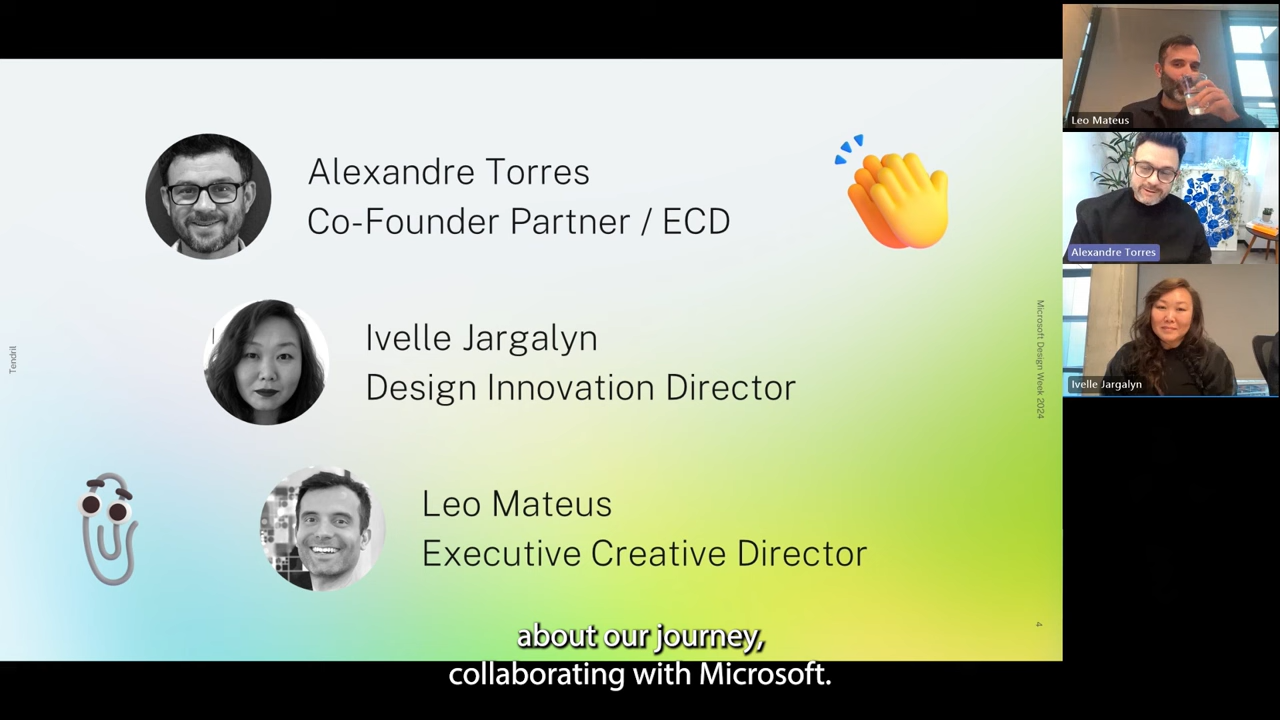 Alexandre Torres
Co-Founder Partner / ECD
Ivelle Jargalyn
Design Innovation Director
Leo Mateus
Executive Creative Director
Tendril
Microsoft Design Week 2024
4
about our journey,
collaborating with Microsoft.
Leo Mateus
Alexandre Torres
Ivelle Jargalyn